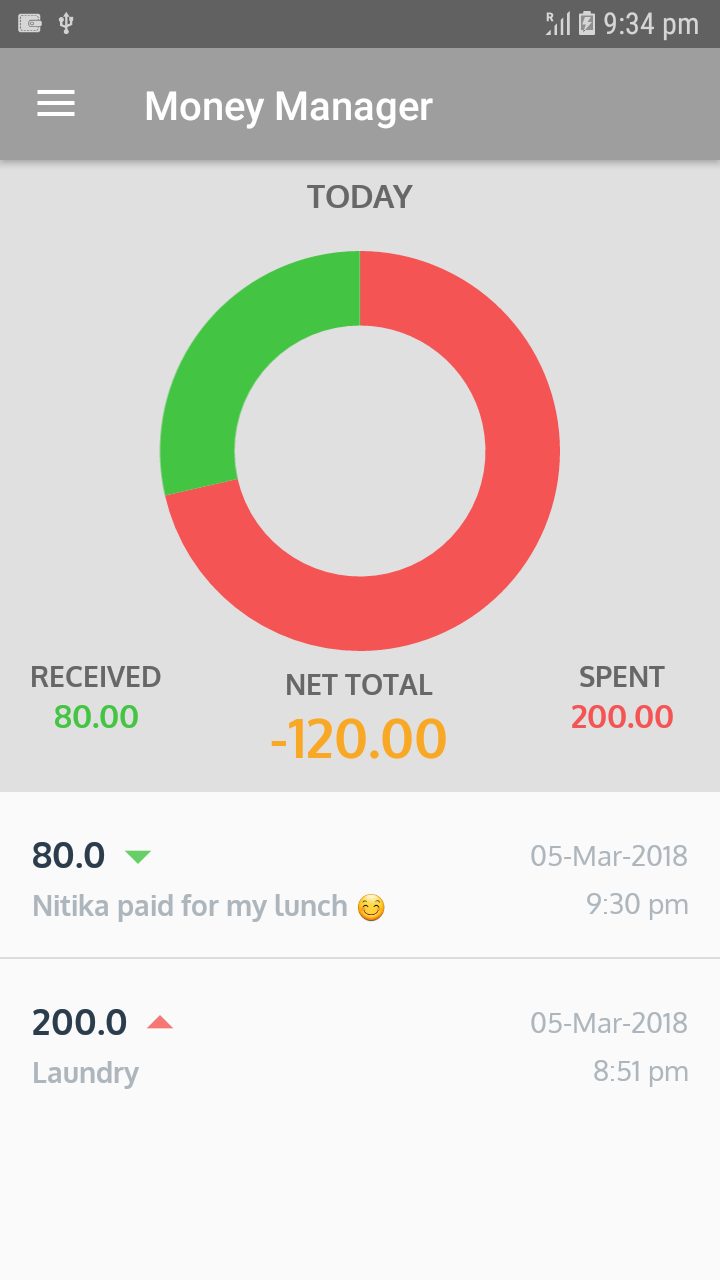 R 9:34 pm
Money Manager
TODAY
RECEIVED NET TOTAL SPENT
80.00 -120.00 200.00
80.0 05-Mar-2018
Nitika paid for my lunch 😊 9:30 pm
200.0 05-Mar-2018
Laundry 8:51 pm